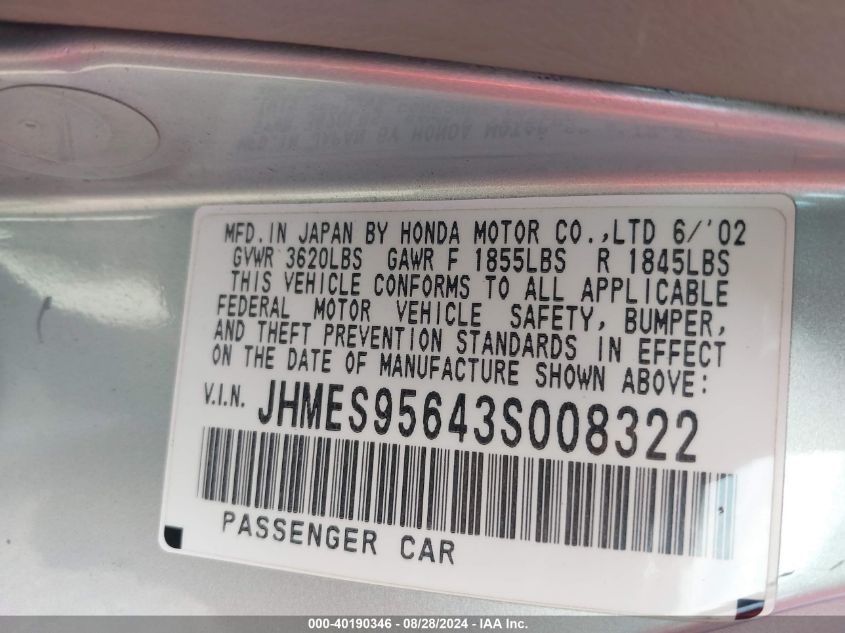 MFD. IN JAPAN BY HONDA MOTOR CO.,LTD 6/'02
GVWR 3620LBS GAWR F 1855LBS R 1845LBS
THIS VEHICLE CONFORMS TO ALL APPLICABLE
FEDERAL MOTOR VEHICLE SAFETY, BUMPER,
AND THEFT PREVENTION STANDARDS IN EFFECT
ON THE DATE OF MANUFACTURE SHOWN ABOVE:
V.I.N. JHMES95643S008322
PASSENGER CAR
000-40190346 / 08/28/2024 - IAA Inc.